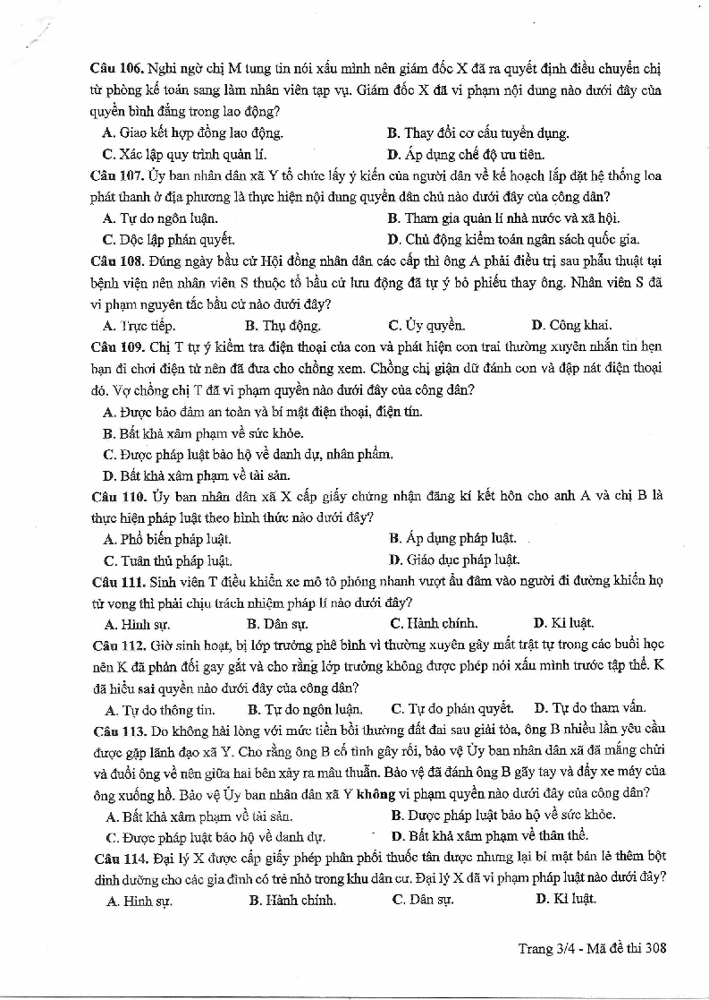 Câu 106. Nghi ngờ chị M tung tin nói xấu mình nên giám đốc X đã ra quyết định điều chuyển chị
từ phòng kế toán sang làm nhân viên tạp vụ. Giám đốc X đã vi phạm nội dung nào dưới đây của
quyền bình đẳng trong lao động?
A. Giao kết hợp đồng lao động. B. Thay đổi cơ cấu tuyển dụng.
C. Xác lập quy trình quản lí. D. Áp dụng chế độ ưu tiên.
Câu 107. Ủy ban nhân dân xã Y tổ chức lấy ý kiến của người dân về kế hoạch lắp đặt hệ thống loa
phát thanh ở địa phương là thực hiện nội dung quyền dân chủ nào dưới đây của công dân?
A. Tự do ngôn luận. B. Tham gia quản lí nhà nước và xã hội.
C. Độc lập phán quyết. D. Chủ động kiểm toán ngân sách quốc gia.
Câu 108. Đúng ngày bầu cử Hội đồng nhân dân các cấp thì ông A phải điều trị sau phẫu thuật tại
bệnh viện nên nhân viên S thuộc tổ bầu cử lưu động đã tự ý bỏ phiếu thay ông. Nhân viên S đã
vi phạm nguyên tắc bầu cử nào dưới đây?
A. Trực tiếp. B. Thụ động. C. Ủy quyền. D. Công khai.
Câu 109. Chị T tự ý kiểm tra điện thoại của con và phát hiện con trai thường xuyên nhắn tin hẹn
bạn đi chơi điện tử nên đã đưa cho chồng xem. Chồng chị giận dữ đánh con và đập nát điện thoại
đó. Vợ chồng chị T đã vi phạm quyền nào dưới đây của công dân?
A. Được bảo đảm an toàn và bí mật điện thoại, điện tín.
B. Bất khả xâm phạm về sức khỏe.
C. Được pháp luật bảo hộ về danh dự, nhân phẩm.
D. Bất khả xâm phạm về tài sản.
Câu 110. Ủy ban nhân dân xã X cấp giấy chứng nhận đăng kí kết hôn cho anh A và chị B là
thực hiện pháp luật theo hình thức nào dưới đây?
A. Phổ biến pháp luật. B. Áp dụng pháp luật.
C. Tuân thủ pháp luật. D. Giáo dục pháp luật.
Câu 111. Sinh viên T điều khiển xe mô tô phóng nhanh vượt ẩu đâm vào người đi đường khiến họ
tử vong thì phải chịu trách nhiệm pháp lí nào dưới đây?
A. Hình sự. B. Dân sự. C. Hành chính. D. Kỉ luật.
Câu 112. Giờ sinh hoạt, bị lớp trưởng phê bình vì thường xuyên gây mất trật tự trong các buổi học
nên K đã phản đối gay gắt và cho rằng lớp trưởng không được phép nói xấu mình trước tập thể. K
đã hiểu sai quyền nào dưới đây của công dân?
A. Tự do thông tin. B. Tự do ngôn luận. C. Tự do phán quyết. D. Tự do tham vấn.
Câu 113. Do không hài lòng với mức tiền bồi thường đất đai sau giải tỏa, ông B nhiều lần yêu cầu
được gặp lãnh đạo xã Y. Cho rằng ông B cố tình gây rối, bảo vệ Ủy ban nhân dân xã đã mắng chửi
và đuổi ông về nên giữa hai bên xảy ra mâu thuẫn. Bảo vệ đã đánh ông B gãy tay và đẩy xe máy của
ông xuống hồ. Bảo vệ Ủy ban nhân dân xã Y không vi phạm quyền nào dưới đây của công dân?
A. Bất khả xâm phạm về tài sản. B. Được pháp luật bảo hộ về sức khỏe.
C. Được pháp luật bảo hộ về danh dự. D. Bất khả xâm phạm về thân thể.
Câu 114. Đại lý X được cấp giấy phép phân phối thuốc tân dược nhưng lại bí mật bán lẻ thêm bột
dinh dưỡng cho các gia đình có trẻ nhỏ trong khu dân cư. Đại lý X đã vi phạm pháp luật nào dưới đây?
A. Hình sự. B. Hành chính. C. Dân sự. D. Kỉ luật.
Trang 3/4 - Mã đề thi 308